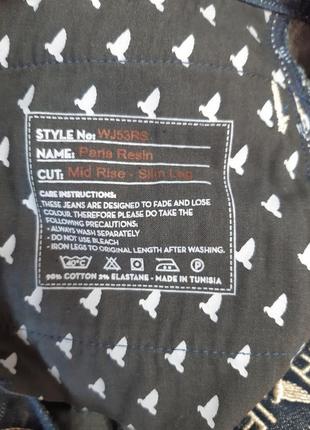 STYLE No: WJ53RS
NAME: Paris Resin
CUT: Mid Rise - Slim Leg
CARE INSTRUCTIONS:
THESE JEANS ARE DESIGNED TO FADE AND LOSE
COLOUR. THEREFORE PLEASE DO TAKE THE
FOLLOWING PRECAUTIONS:
- ALWAYS WASH SEPARATELY
- DO NOT USE BLEACH
- IRON LEGS TO ORIGINAL LENGTH AFTER WASHING.
40°C P
98% COTTON 2% ELASTANE - MADE IN TUNISIA